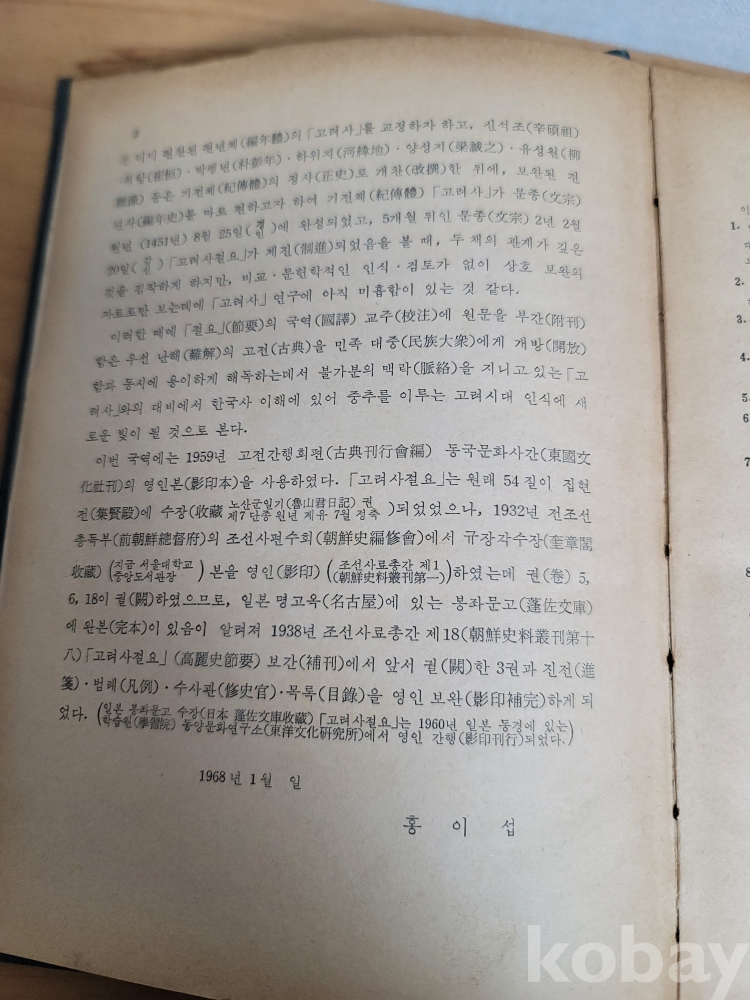 2
이미 편찬된 편년체(編年體)의 「고려사」를 교정하자 하고, 신석조(辛碩祖)
최항(崔恒)·박팽년(朴彭年)·하위지(河緯地)·양성지(梁誠之)·유성원(柳
誠源) 등은 기전체(紀傳體)의 정사(正史)로 개찬(改撰)한 뒤에, 보완된 편
년사(編年史)를 따로 편하고자 하여 기전체(紀傳體) 「고려사」가 문종(文宗)
원년 (1451년) 8월 25일( )에 완성되었고, 5개월 뒤인 문종(文宗) 2년 2월
20일( ) 「고려사절요」가 제진(制進)되었음을 볼 때, 두 책의 관계가 깊은
것을 짐작하게 하지만, 비교·문헌학적인 인식·검토가 없이 상호 보완의
자료로만 보는데에 「고려사」 연구에 아직 미흡함이 있는 것 같다.
이러한 때에 「절요」(節要)의 국역(國譯) 교주(校注)에 원문을 부간(附刊)
함은 우선 난해(難解)의 고전(古典)을 민족 대중(民族大衆)에게 개방(開放)
함과 동시에 용이하게 해독하는데서 불가분의 맥락(脈絡)을 지니고 있는 「고
려사」와의 대비에서 한국사 이해에 있어 중추를 이루는 고려시대 인식에 새
로운 빛이 될 것으로 본다.
이번 국역에는 1959년 고전간행회편(古典刊行會編) 동국문화사간(東國文
化社刊)의 영인본(影印本)을 사용하였다. 「고려사절요」는 원래 54질이 집현
전(集賢殿)에 수장(收藏 노산군일기(魯山君日記) 권
제7 단종 원년 계유 7월 정축)되었었으나, 1932년 전조선
총독부(前朝鮮總督府)의 조선사편수회(朝鮮史編修會)에서 규장각수장(奎章閣
收藏) (지금 서울대학교
중앙도서관장) 본을 영인(影印) (조선사료총간 제1
(朝鮮史料叢刊第一))하였는데 권(卷) 5,
6, 18이 궐(闕)하였으므로, 일본 명고옥(名古屋)에 있는 봉좌문고(蓬佐文庫)
에 완본(完本)이 있음이 알려져 1938년 조선사료총간 제18(朝鮮史料叢刊第十
八) 「고려사절요」 (高麗史節要) 보간(補刊)에서 앞서 궐(闕)한 3권과 진전(進
箋)·범례(凡例)·수사관(修史官)·목록(目錄)을 영인 보완(影印補完)하게 되
었다. (일본 봉좌문고 수장(日本 蓬佐文庫收藏) 「고려사절요」는 1960년 일본 동경에 있는
학습원(學習院) 동양문화연구소(東洋文化硏究所)에서 영인 간행(影印刊行)되었다.)
1968년 1월 일
홍 이 섭
이
1.
대
2.
3.
4.
5.
6
7
8
kobay